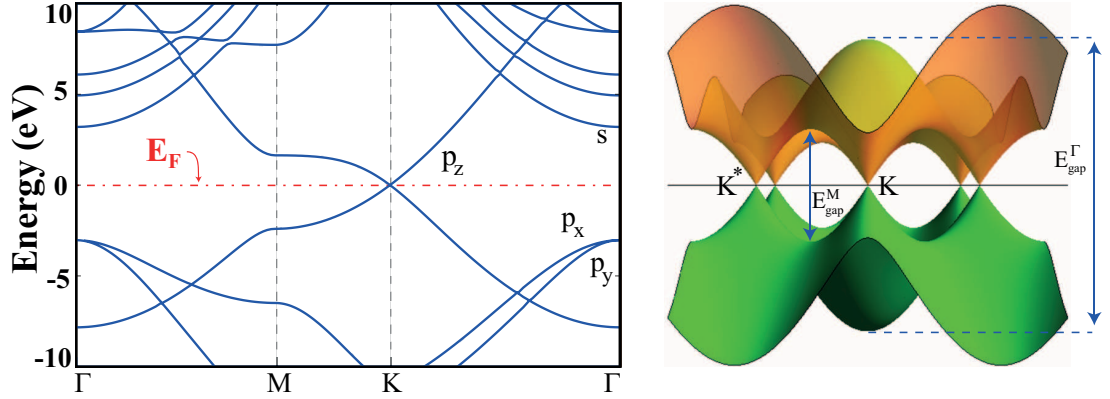 Energy (eV)
10
5
0
-5
-10
E_F
s
p_z
p_x
p_y
Γ
M
K
Γ
K*
E^M_gap
K
E^Γ_gap